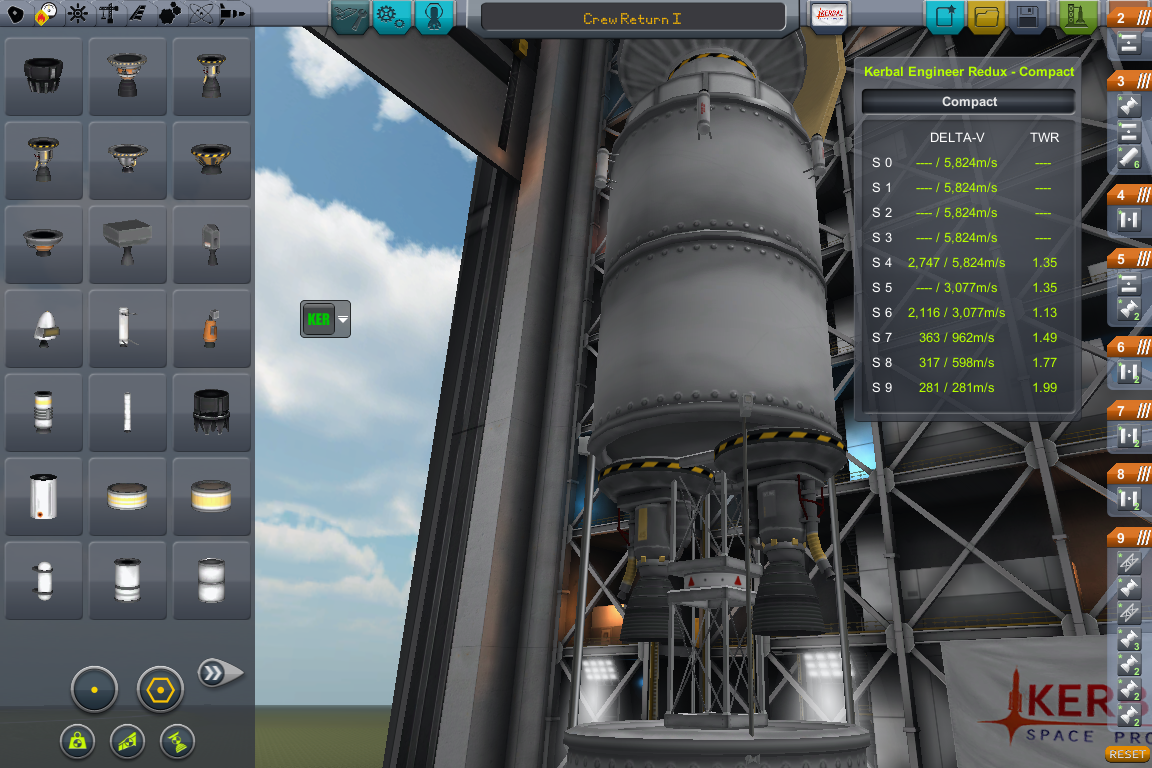 Crew Return I
KERBAL
Kerbal Engineer Redux - Compact
Compact
DELTA-V TWR
S 0 ---- / 5,824m/s ----
S 1 ---- / 5,824m/s ----
S 2 ---- / 5,824m/s ----
S 3 ---- / 5,824m/s ----
S 4 2,747 / 5,824m/s 1.35
S 5 ---- / 3,077m/s 1.35
S 6 2,116 / 3,077m/s 1.13
S 7 363 / 962m/s 1.49
S 8 317 / 598m/s 1.77
S 9 281 / 281m/s 1.99
KER
2
3
6
4
5
2
6
2
7
2
8
2
9
3
2
2
2
RESET
KERB
SPACE PRO